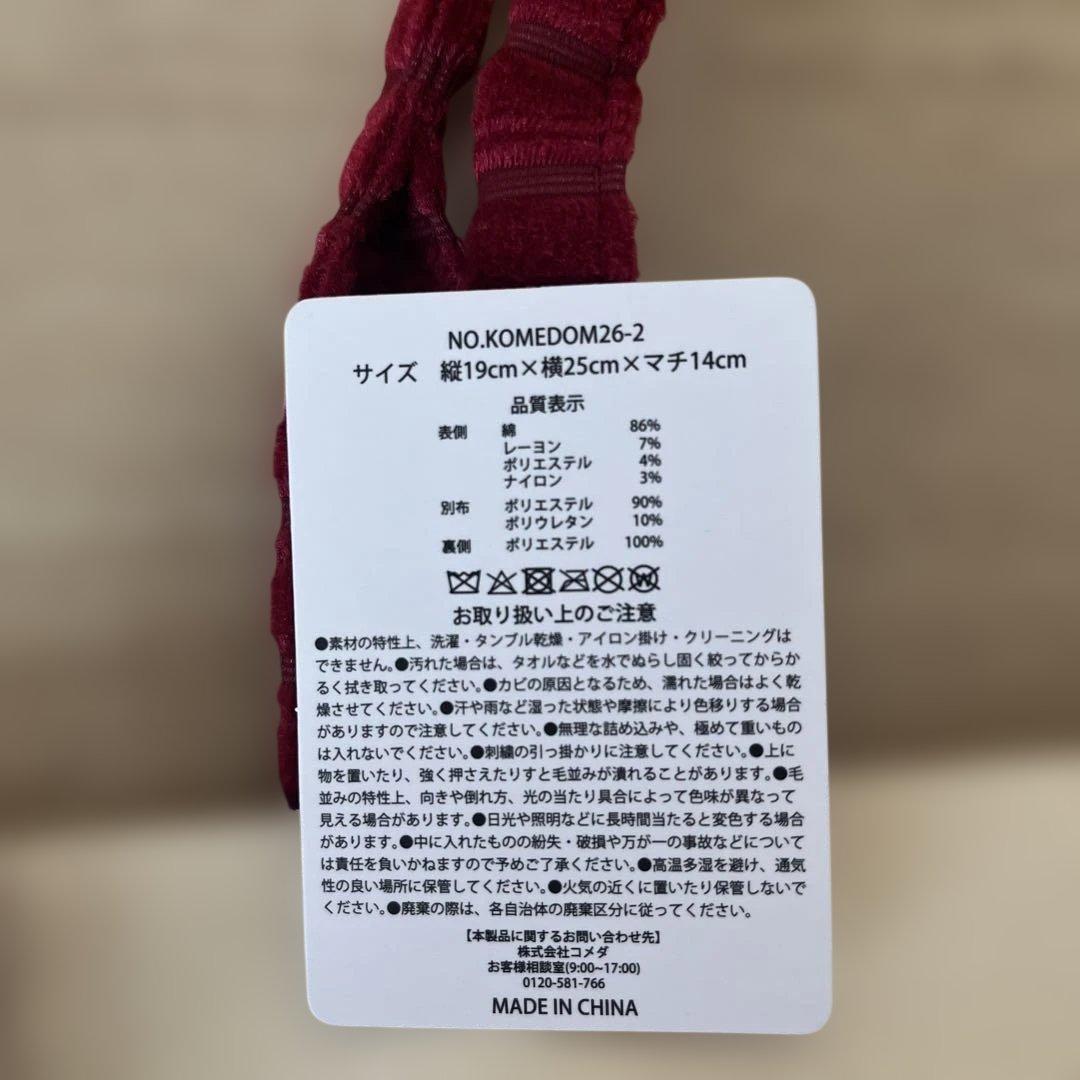 NO.KOMEDOM26-2
サイズ　縦19cm×横25cm×マチ14cm
品質表示
表側　綿　86%
レーヨン　7%
ポリエステル　4%
ナイロン　3%
別布　ポリエステル　90%
ポリウレタン　10%
裏側　ポリエステル　100%
お取り扱い上のご注意
●素材の特性上、洗濯・タンブル乾燥・アイロン掛け・クリーニングは
できません。●汚れた場合は、タオルなどを水でぬらし固く絞ってからか
るく拭き取ってください。●カビの原因となるため、濡れた場合はよく乾
燥させてください。●汗や雨など湿った状態や摩擦により色移りする場合
がありますので注意してください。●無理な詰め込みや、極めて重いもの
は入れないでください。●刺繍の引っ掛かりに注意してください。●上に
物を置いたり、強く押さえたりすと毛並みが潰れることがあります。●毛
並みの特性上、向きや倒れ方、光の当たり具合によって色味が異なって
見える場合があります。●日光や照明などに長時間当たると変色する場合
があります。●中に入れたものの紛失・破損や万が一の事故などについて
は責任を負いかねますので予めご了承ください。●高温多湿を避け、通気
性の良い場所に保管してください。●火気の近くに置いたり保管しないで
ください。●廃棄の際は、各自治体の廃棄区分に従ってください。
【本製品に関するお問い合わせ先】
株式会社コメダ
お客様相談室(9:00~17:00)
0120-581-766
MADE IN CHINA